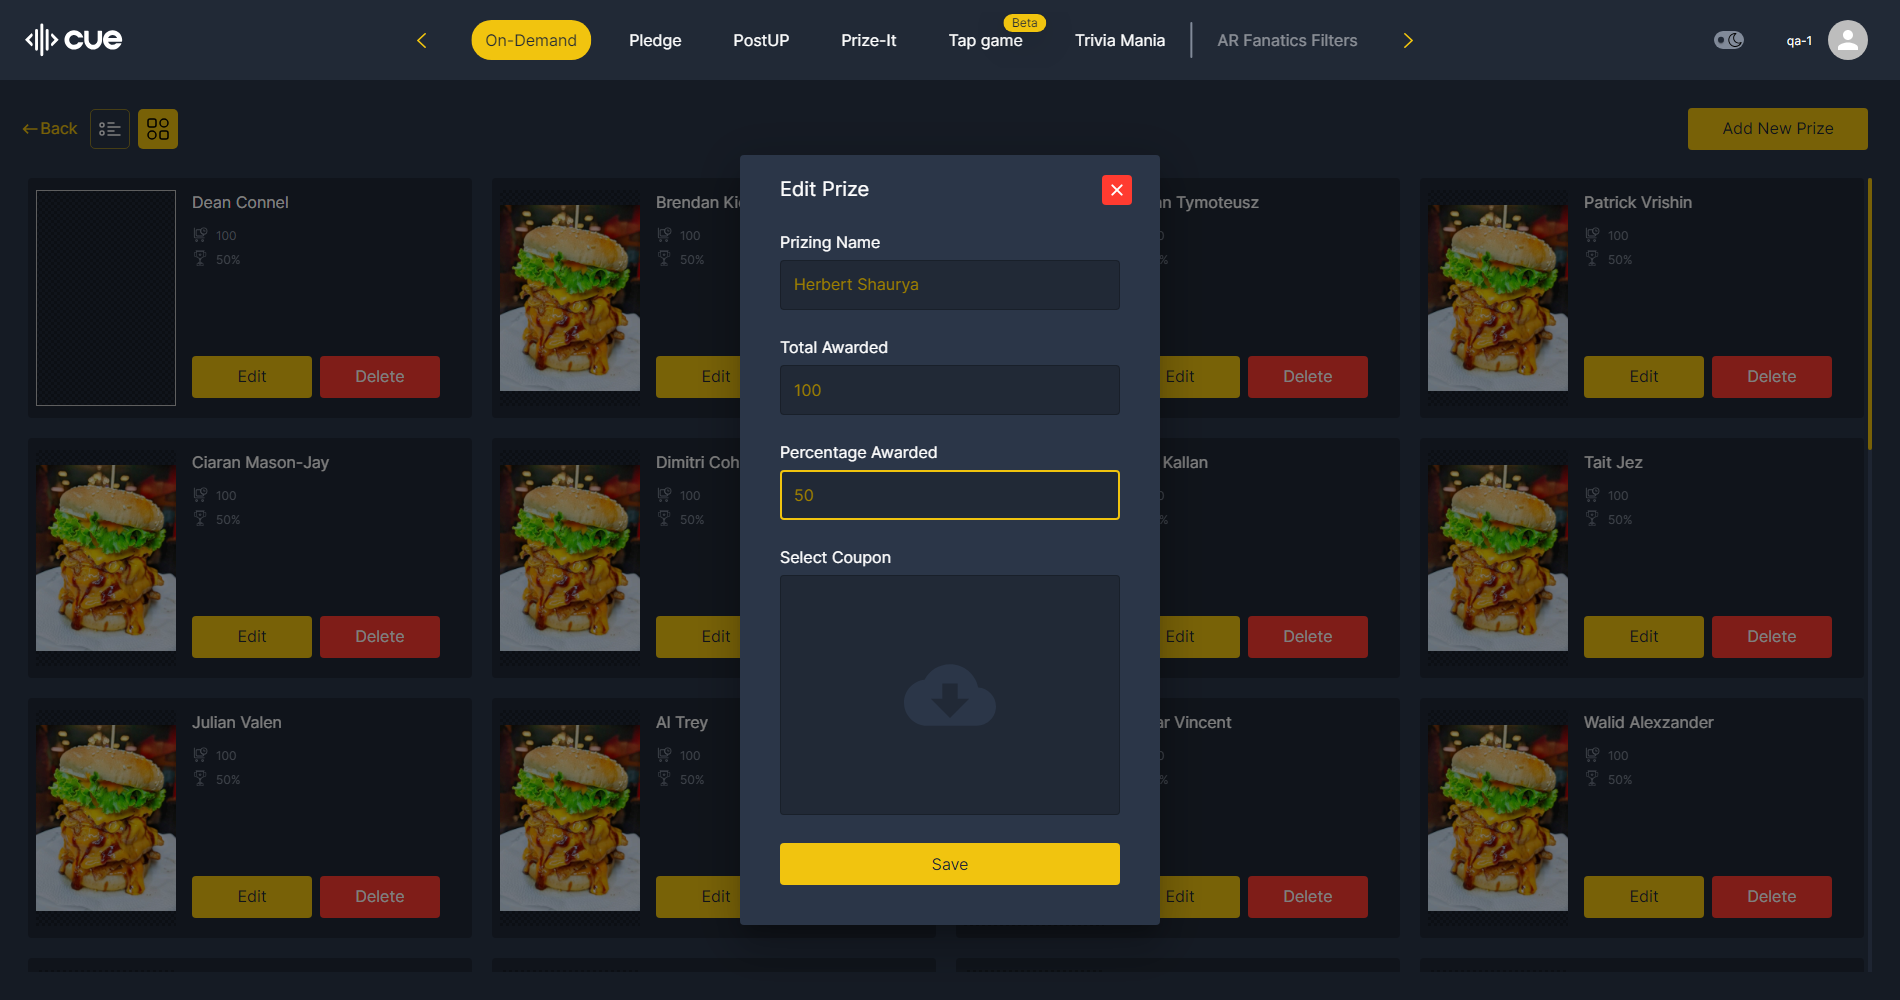 cue
On-Demand
Pledge
PostUP
Prize-It
Tap game
Beta
Trivia Mania
AR Fanatics Filters
qa-1
Back
Add New Prize
Dean Connel
100
50%
Edit
Delete
100
50%
Edit
Tymoteusz
Edit
Delete
Patrick Vrishin
100
50%
Edit
Delete
Edit Prize
Prizing Name
Herbert Shaurya
Total Awarded
100
Percentage Awarded
50
Select Coupon
Save
Ciaran Mason-Jay
100
50%
Edit
Delete
Dimitri Coh
100
50%
Edit
Kallan
Edit
Delete
Tait Jez
100
50%
Edit
Delete
Julian Valen
100
50%
Edit
Delete
Al Trey
100
50%
Edit
Vincent
Edit
Delete
Walid Alexzander
100
50%
Edit
Delete